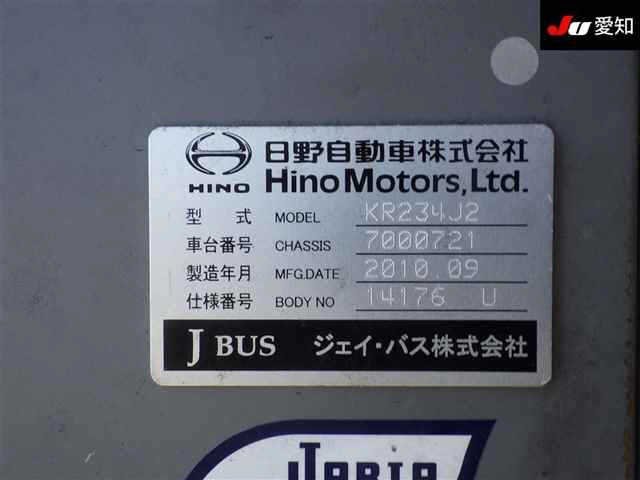 JU 愛知
HINO
日野自動車株式会社
Hino Motors, Ltd.
型 式 MODEL KR234J2
車台番号 CHASSIS 7000721
製造年月 MFG.DATE 2010.09
仕様番号 BODY NO 14176 U
J BUS ジェイ・バス株式会社